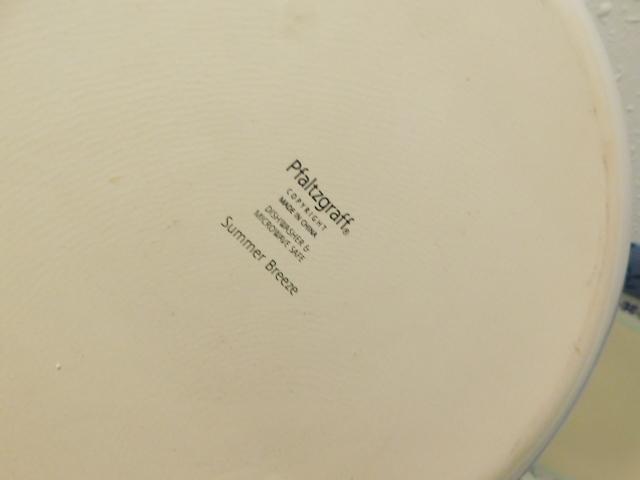 Pfaltzgraff®
COPYRIGHT
MADE IN CHINA
DISHWASHER &
MICROWAVE SAFE
Summer Breeze